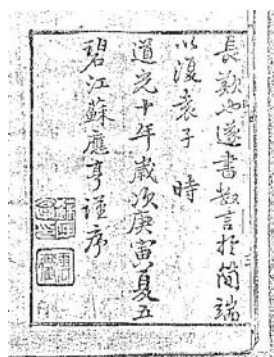 長歎也遂書數言於簡端
以復袁子時
道光十年歲次庚寅夏五
碧江蘇應亨謹序